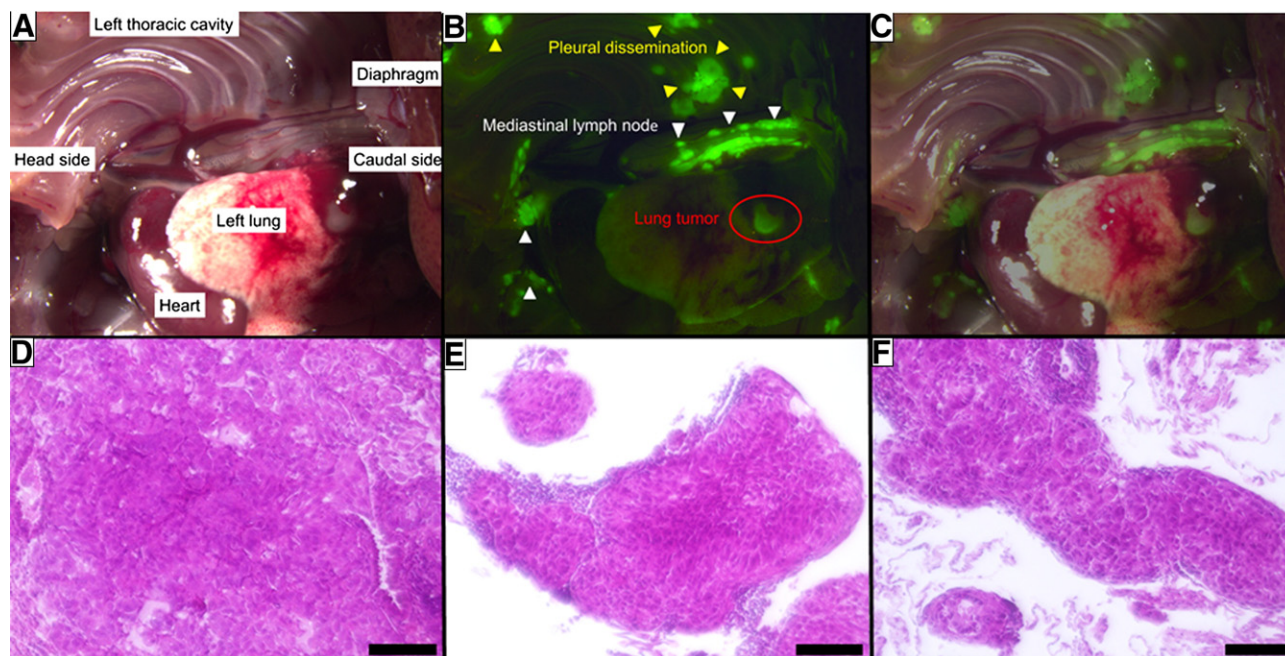 A
Left thoracic cavity
Diaphragm
Head side
Caudal side
Left lung
Heart
B
Pleural dissemination
Mediastinal lymph node
Lung tumor
C
D
E
F